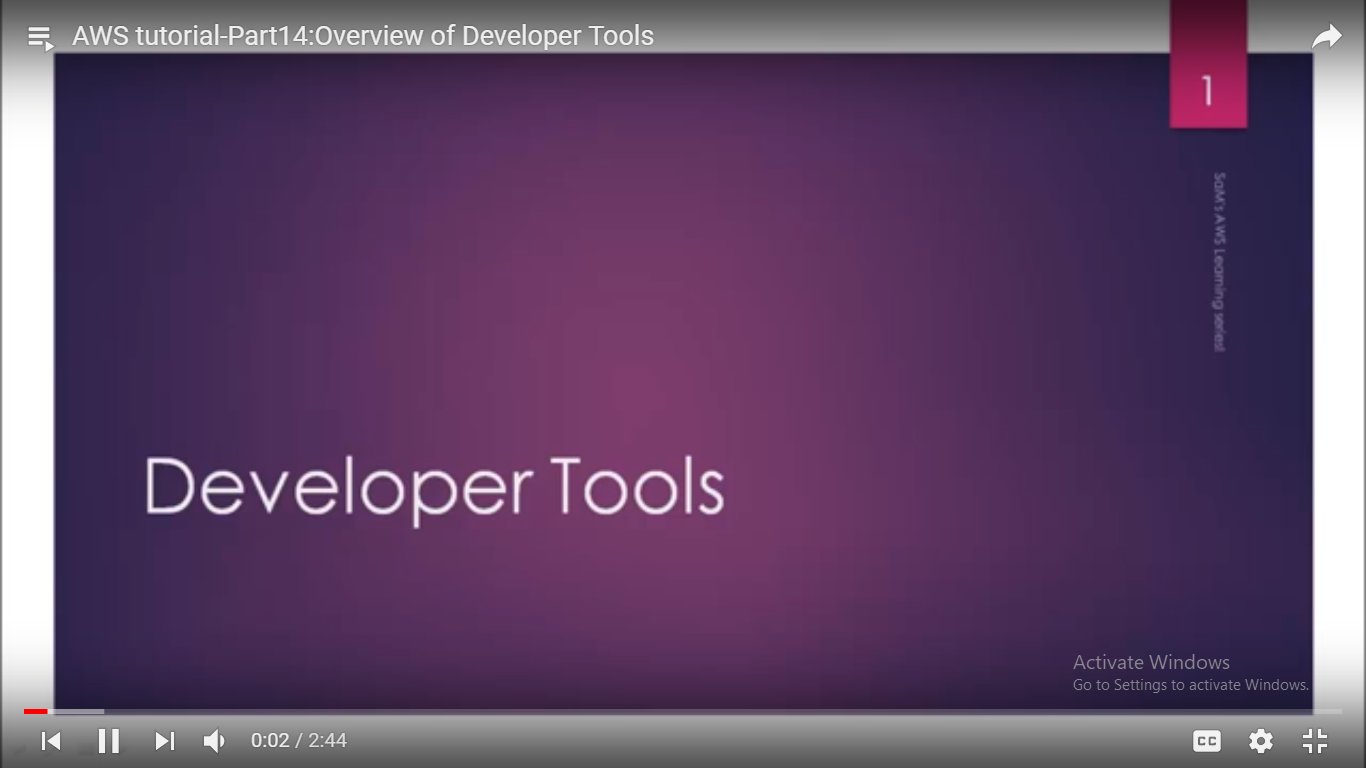 AWS tutorial-Part14:Overview of Developer Tools
1
SaM's AWS Learning series!
Developer Tools
Activate Windows
Go to Settings to activate Windows.
0:02 / 2:44
CC